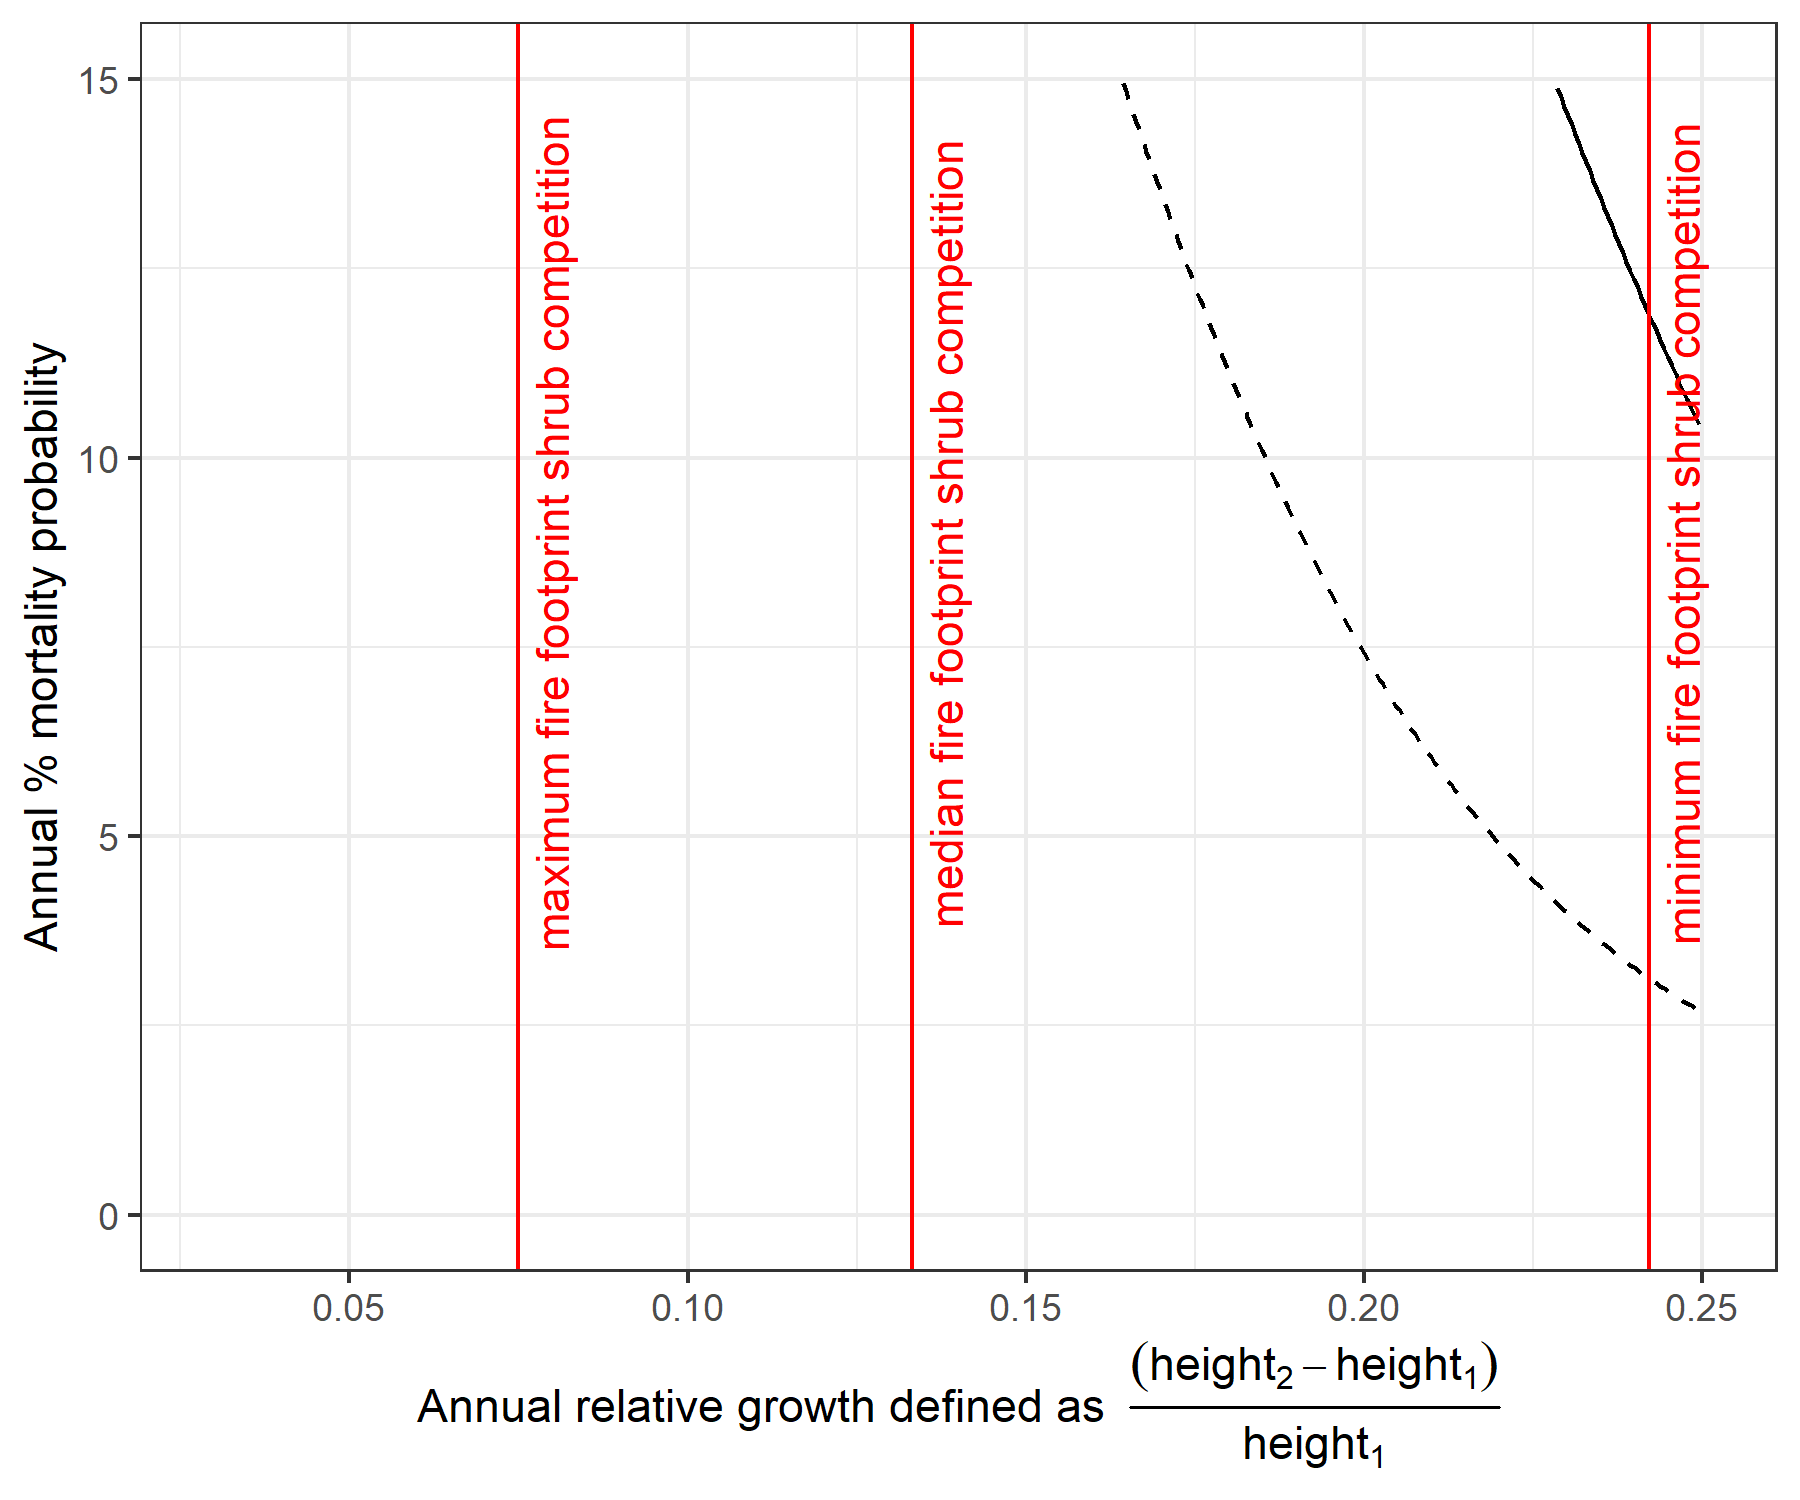 15
10
5
0
Annual % mortality probability
maximum fire footprint shrub competition
median fire footprint shrub competition
minimum fire footprint shrub competition
0.05 0.10 0.15 0.20 0.25
Annual relative growth defined as (height₂ − height₁)
height₁